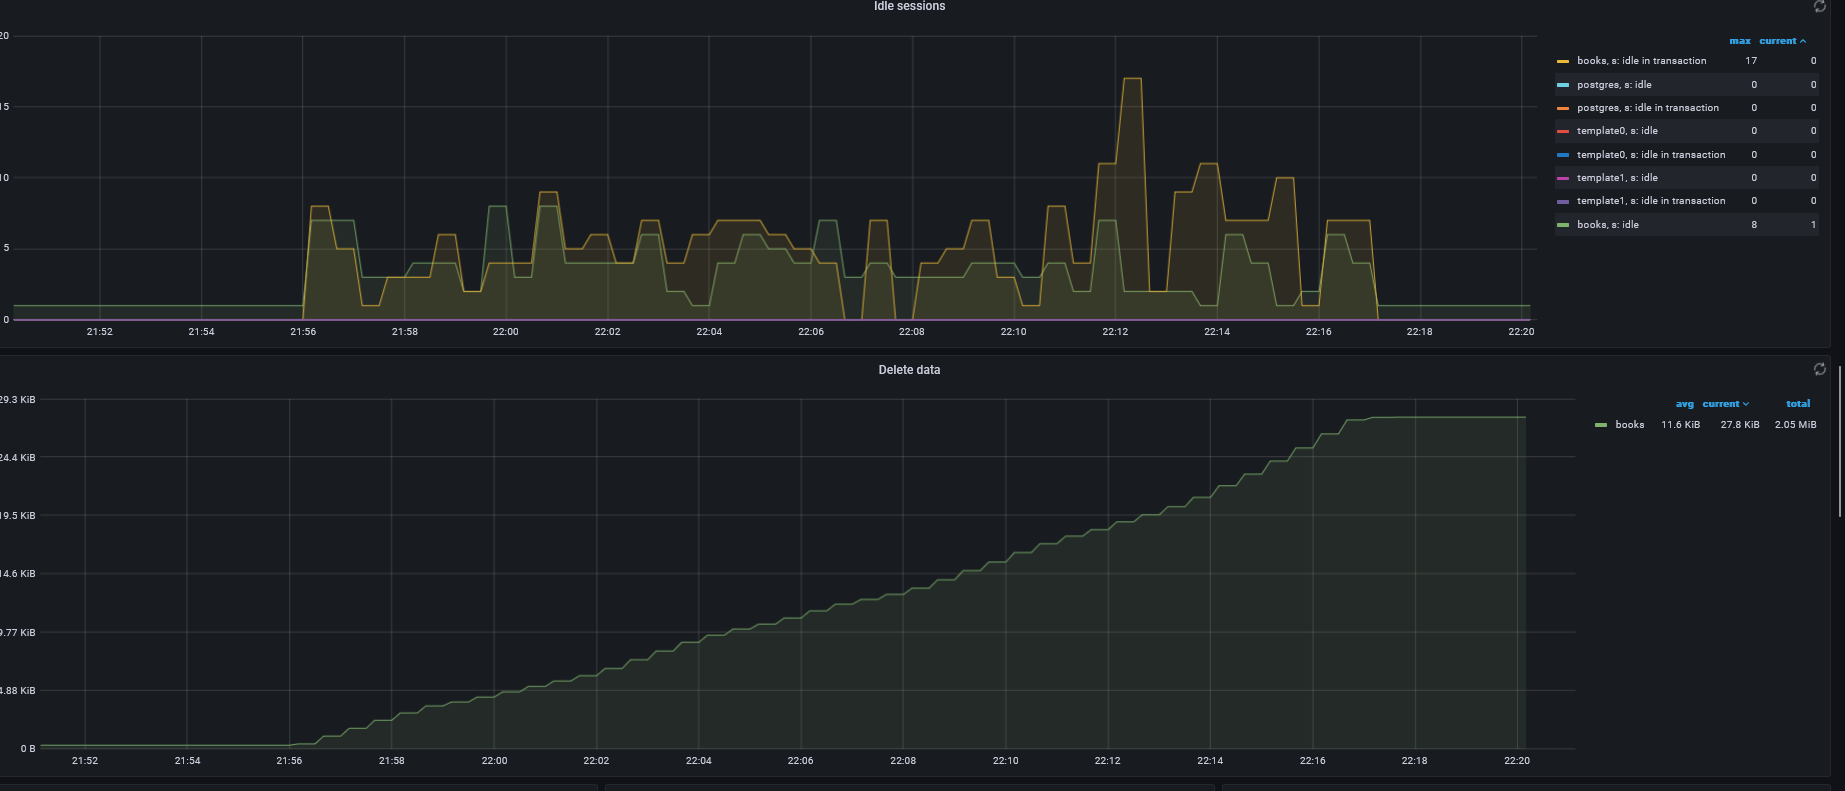 Idle sessions
20
15
10
5
0
21:52 21:54 21:56 21:58 22:00 22:02 22:04 22:06 22:08 22:10 22:12 22:14 22:16 22:18 22:20
max current
books, s: idle in transaction 17 0
postgres, s: idle 0 0
postgres, s: idle in transaction 0 0
template0, s: idle 0 0
template0, s: idle in transaction 0 0
template1, s: idle 0 0
template1, s: idle in transaction 0 0
books, s: idle 8 1
Delete data
29.3 KiB
24.4 KiB
19.5 KiB
14.6 KiB
9.77 KiB
4.88 KiB
0 B
21:52 21:54 21:56 21:58 22:00 22:02 22:04 22:06 22:08 22:10 22:12 22:14 22:16 22:18 22:20
avg current total
books 11.6 KiB 27.8 KiB 2.05 MiB